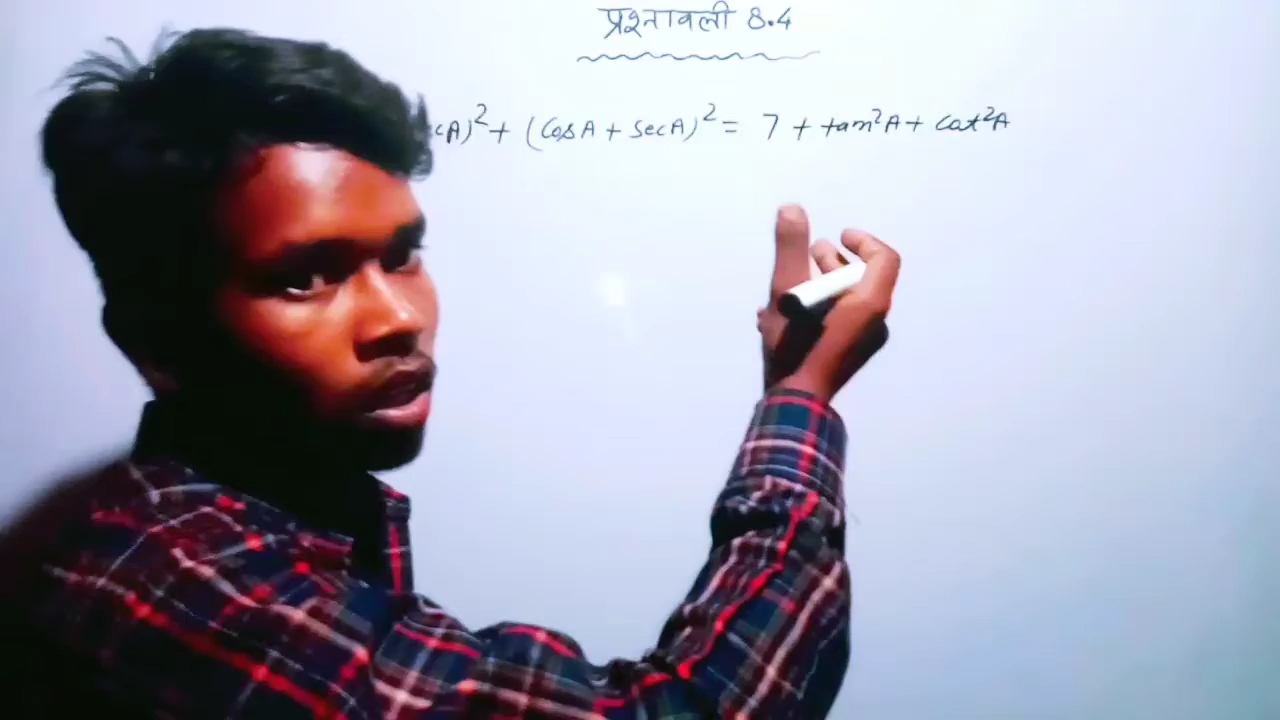 प्रश्नावली 8.4
cA)²+ (CosA + SecA)² = 7 + tan²A + cot²A